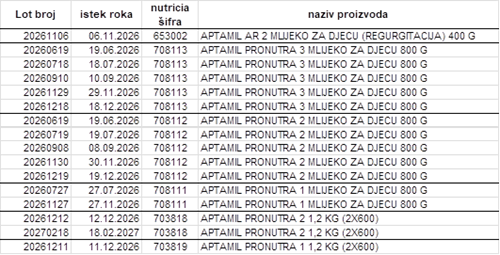 Lot broj istek roka nutricia šifra naziv proizvoda
20261106 06.11.2026 653002 APTAMIL AR 2 MLIJEKO ZA DJECU (REGURGITACIJA) 400 G
20260619 19.06.2026 708113 APTAMIL PRONUTRA 3 MLIJEKO ZA DJECU 800 G
20260718 18.07.2026 708113 APTAMIL PRONUTRA 3 MLIJEKO ZA DJECU 800 G
20260910 10.09.2026 708113 APTAMIL PRONUTRA 3 MLIJEKO ZA DJECU 800 G
20261129 29.11.2026 708113 APTAMIL PRONUTRA 3 MLIJEKO ZA DJECU 800 G
20261218 18.12.2026 708113 APTAMIL PRONUTRA 3 MLIJEKO ZA DJECU 800 G
20260619 19.06.2026 708112 APTAMIL PRONUTRA 2 MLIJEKO ZA DJECU 800 G
20260719 19.07.2026 708112 APTAMIL PRONUTRA 2 MLIJEKO ZA DJECU 800 G
20260908 08.09.2026 708112 APTAMIL PRONUTRA 2 MLIJEKO ZA DJECU 800 G
20261130 30.11.2026 708112 APTAMIL PRONUTRA 2 MLIJEKO ZA DJECU 800 G
20261219 19.12.2026 708112 APTAMIL PRONUTRA 2 MLIJEKO ZA DJECU 800 G
20260727 27.07.2026 708111 APTAMIL PRONUTRA 1 MLIJEKO ZA DJECU 800 G
20261127 27.11.2026 708111 APTAMIL PRONUTRA 1 MLIJEKO ZA DJECU 800 G
20261212 12.12.2026 703818 APTAMIL PRONUTRA 2 1,2 KG (2X600)
20270218 18.02.2027 703818 APTAMIL PRONUTRA 2 1,2 KG (2X600)
20261211 11.12.2026 703819 APTAMIL PRONUTRA 1 1,2 KG (2X600)